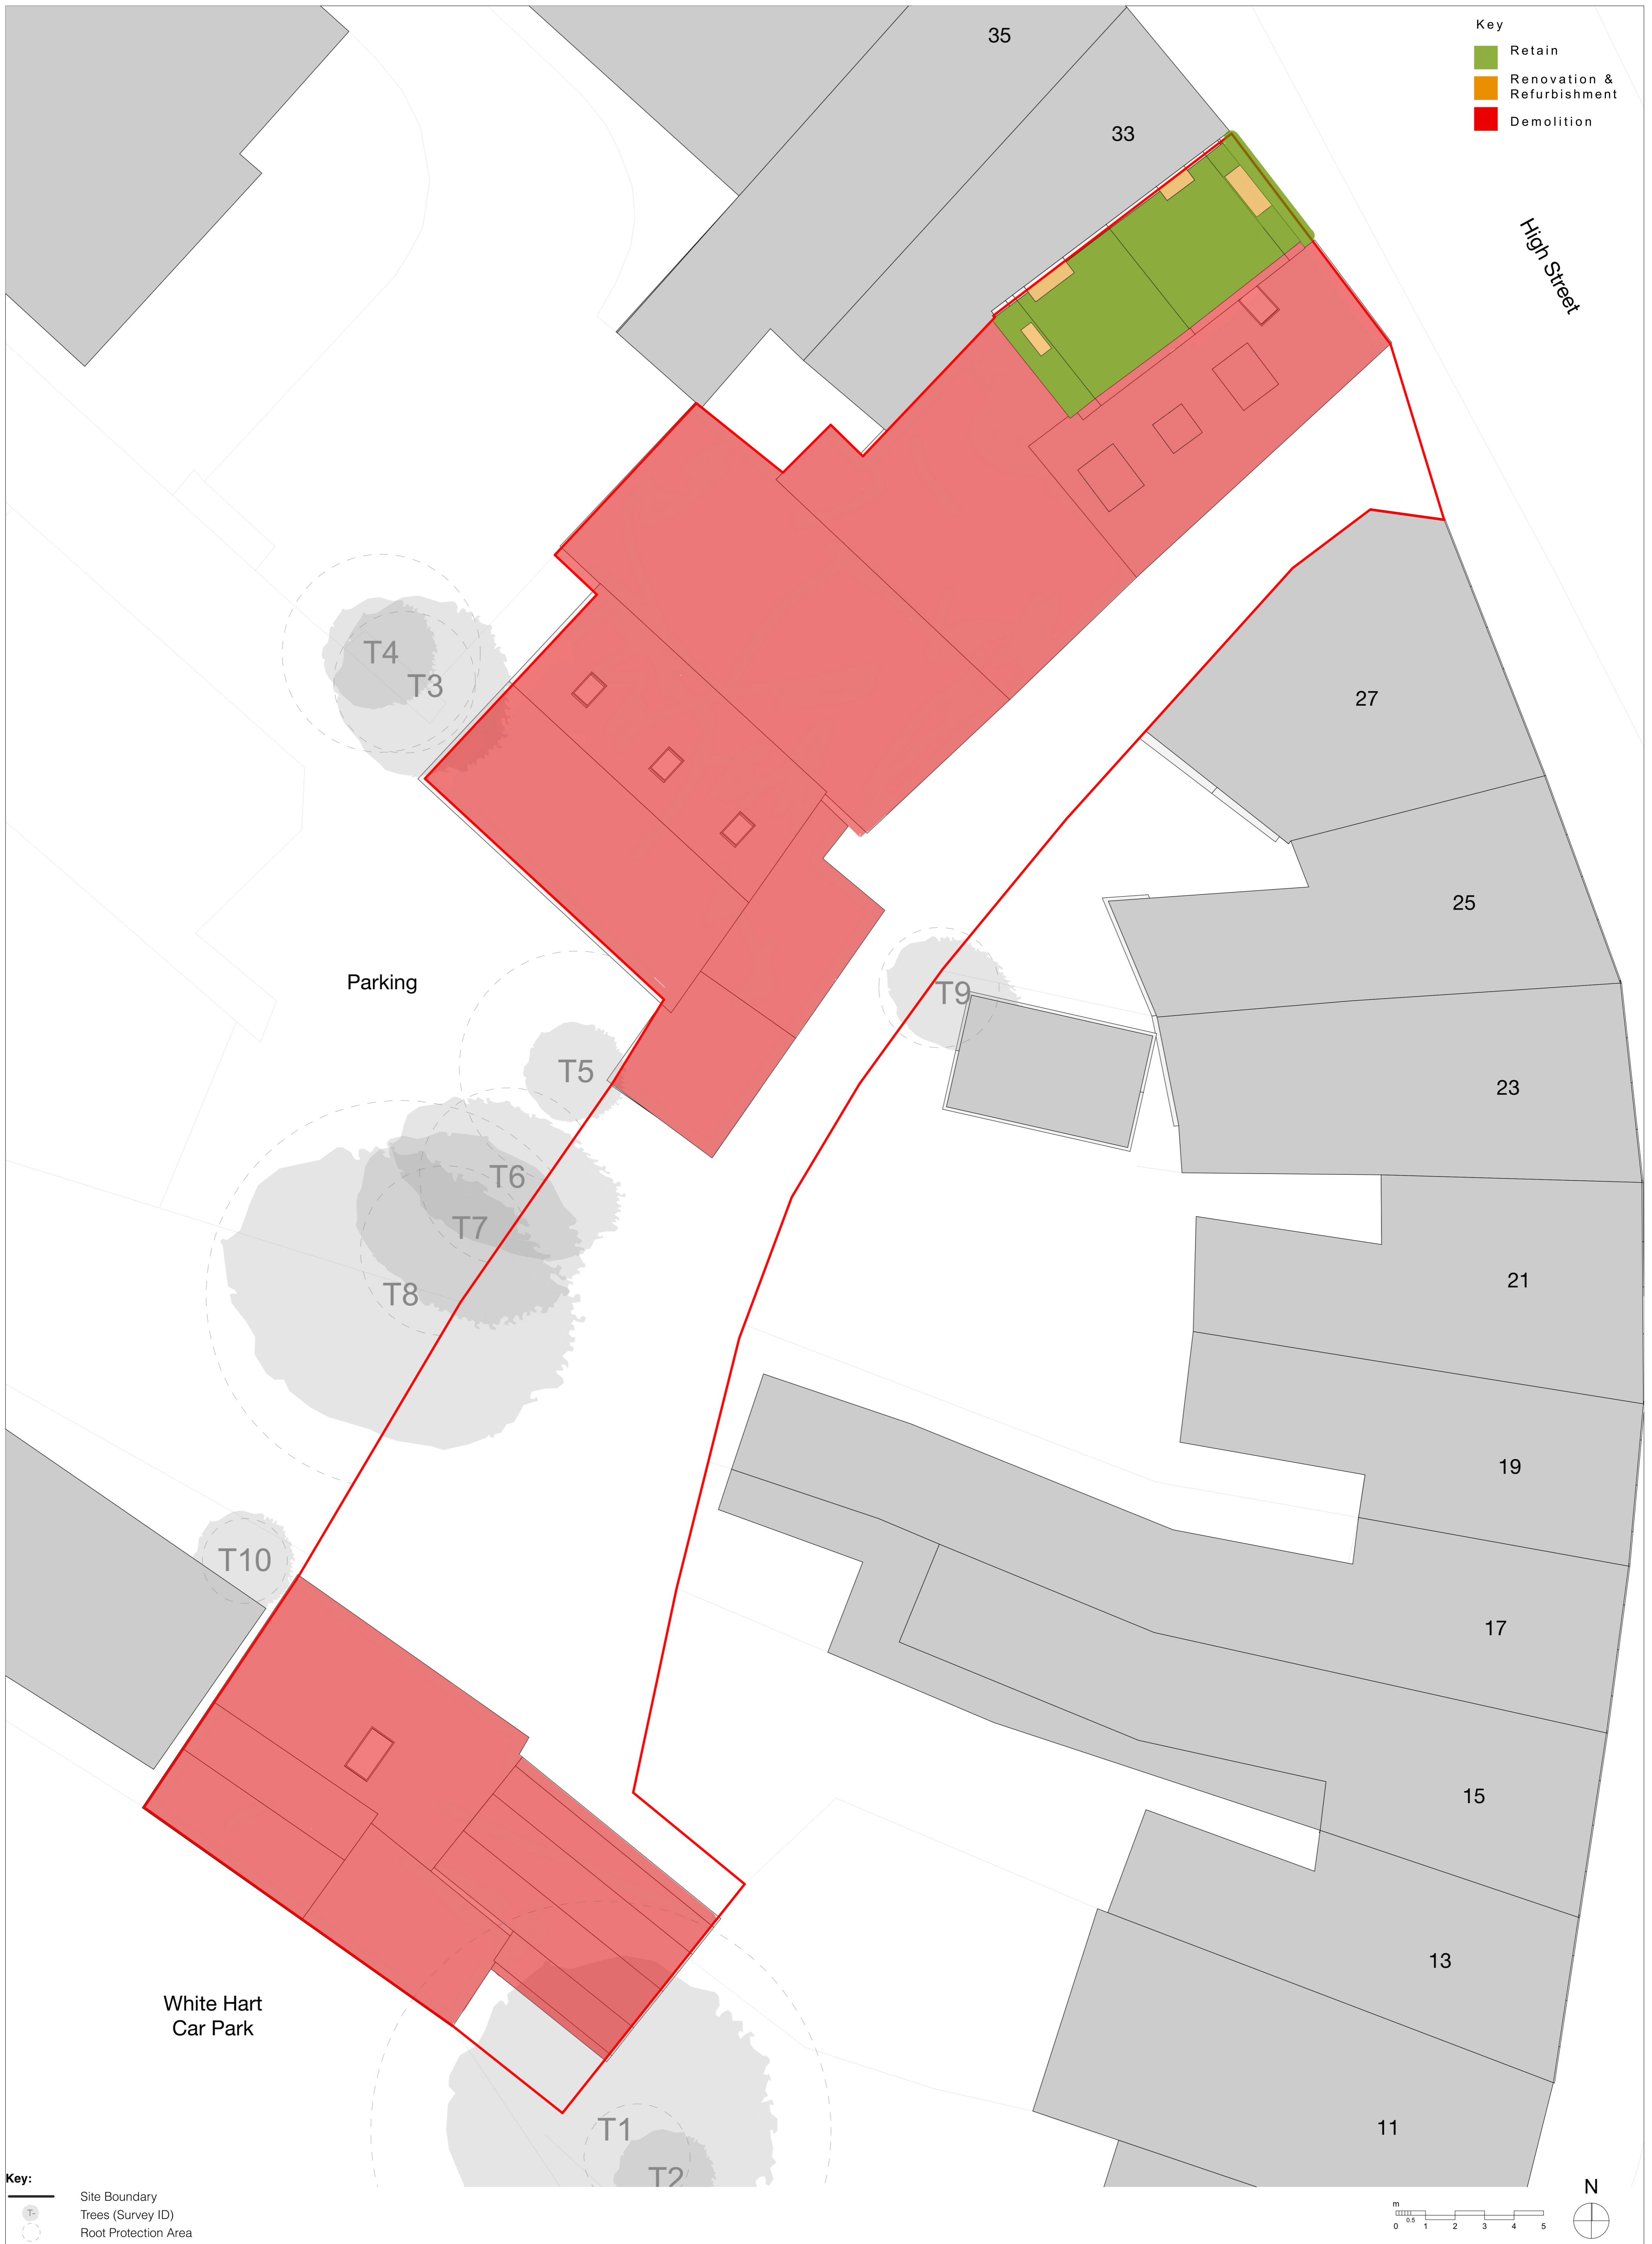 35
Key
Retain
Renovation &
Refurbishment
Demolition
33
High Street
T4
T3
27
25
Parking
T9
T5
23
T6
T7
T8
21
19
T10
17
15
13
White Hart
Car Park
T1
T2
11
Key:
Site Boundary
T-
Trees (Survey ID)
Root Protection Area
N
m
0 0.5 1 2 3 4 5